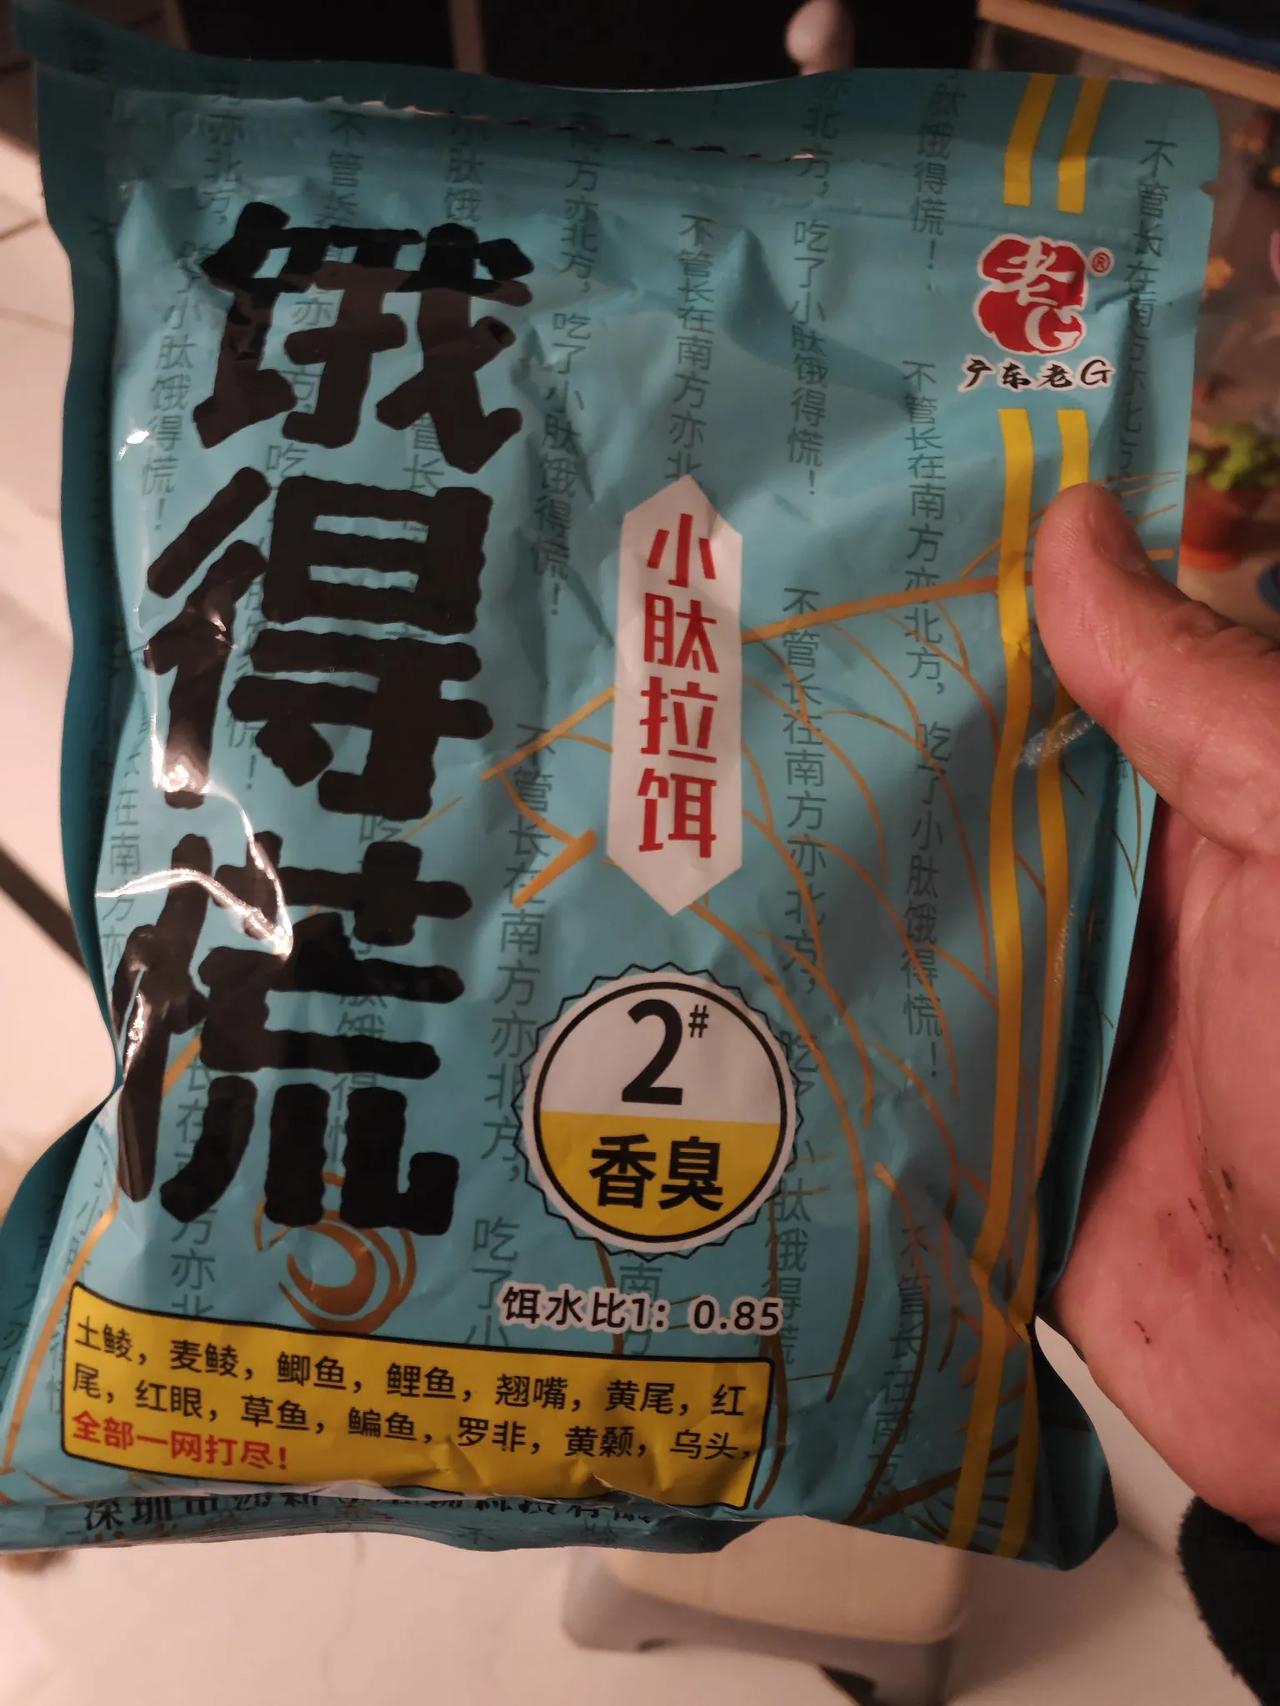 饿得慌
老G®
广东老G
小肽拉饵
2#
香臭
饵水比1：0.85
土鲮，麦鲮，鲫鱼，鲤鱼，翘嘴，黄尾，红
尾，红眼，草鱼，鳊鱼，罗非，黄颡，乌头，
全部一网打尽！
不管长在南方亦北方，吃了小肽饿得慌！